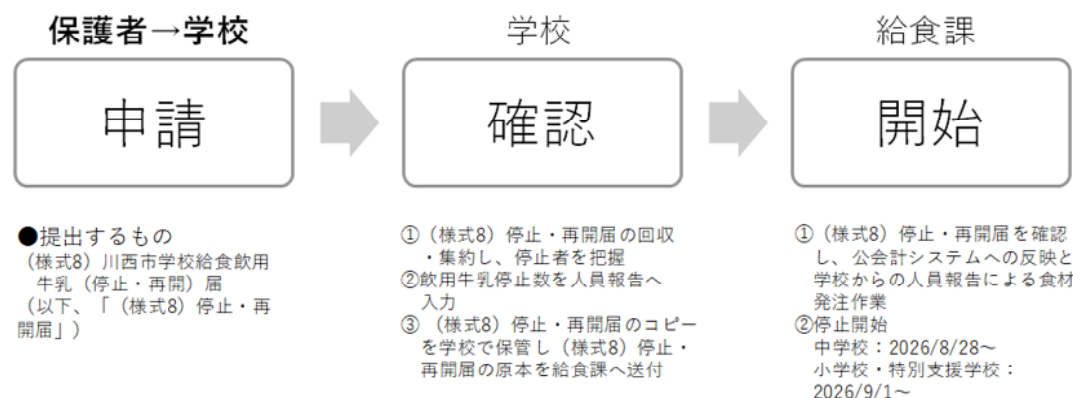 保護者→学校
申請
●提出するもの
（様式8）川西市学校給食飲用
牛乳（停止・再開）届
（以下、「（様式8）停止・再
開届」）
学校
確認
①（様式8）停止・再開届の回収
・集約し、停止者を把握
②飲用牛乳停止数を人員報告へ
入力
③（様式8）停止・再開届のコピー
を学校で保管し（様式8）停止・
再開届の原本を給食課へ送付
給食課
開始
①（様式8）停止・再開届を確認
し、公会計システムへの反映と
学校からの人員報告による食材
発注作業
②停止開始
中学校：2026/8/28～
小学校・特別支援学校：
2026/9/1～